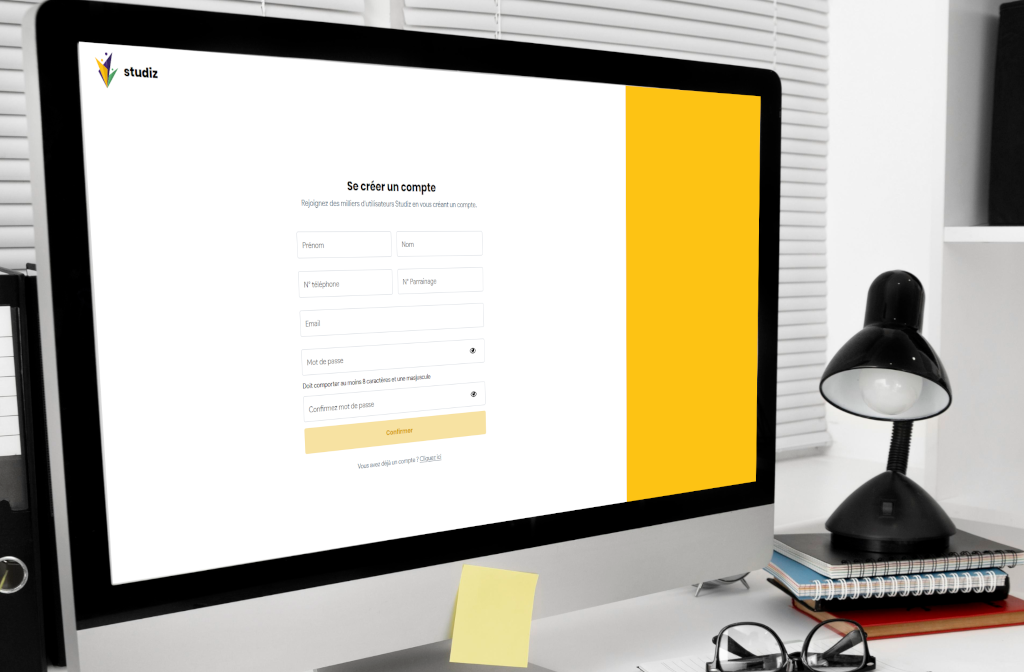 studiz
Se créer un compte
Rejoignez des milliers d'utilisateurs Studiz en vous créant un compte.
Prénom
Nom
N° téléphone
N° Parrainage
Email
Mot de passe
Doit comporter au moins 8 caractères et une masjuscule
Confirmez mot de passe
Confirmer
Vous avez déjà un compte ? Cliquez ici